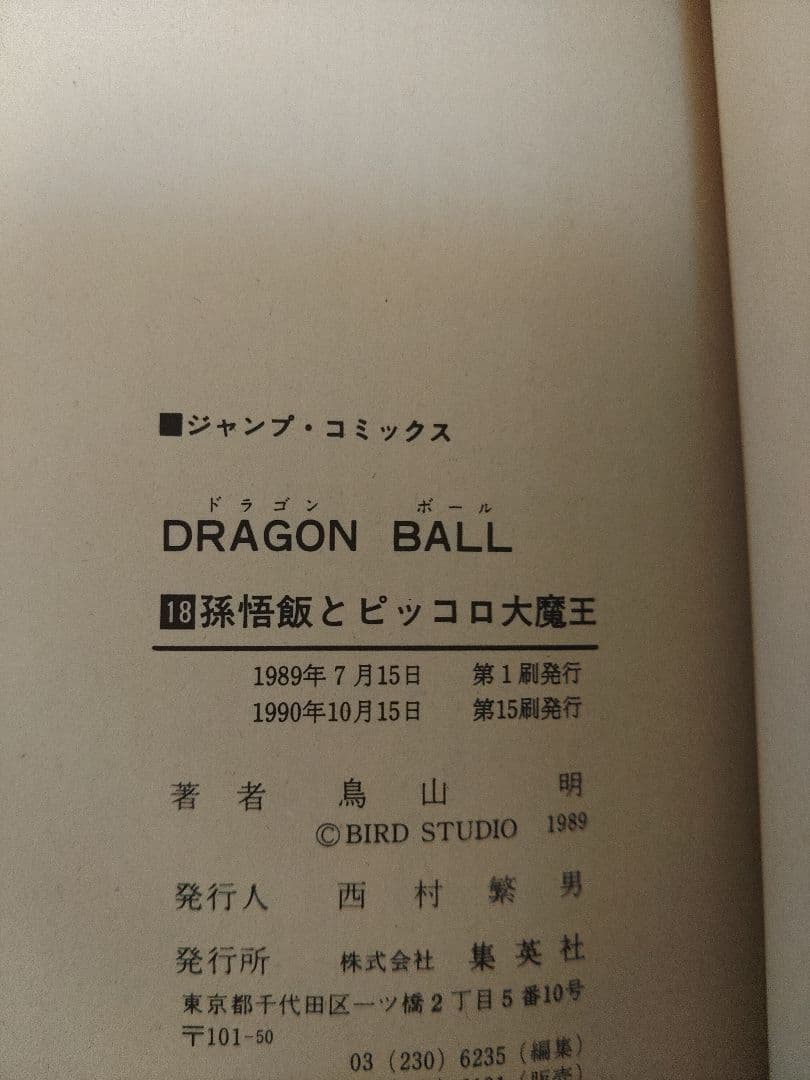 ■ジャンプ・コミックス
ドラゴン ボール
DRAGON BALL
18 孫悟飯とピッコロ大魔王
1989年7月15日 第1刷発行
1990年10月15日 第15刷発行
著者 鳥山 明
©BIRD STUDIO 1989
発行人 西村繁男
発行所 株式会社 集英社
東京都千代田区一ツ橋2丁目5番10号
〒101-50
03 (230) 6235 (編集)
(販売)